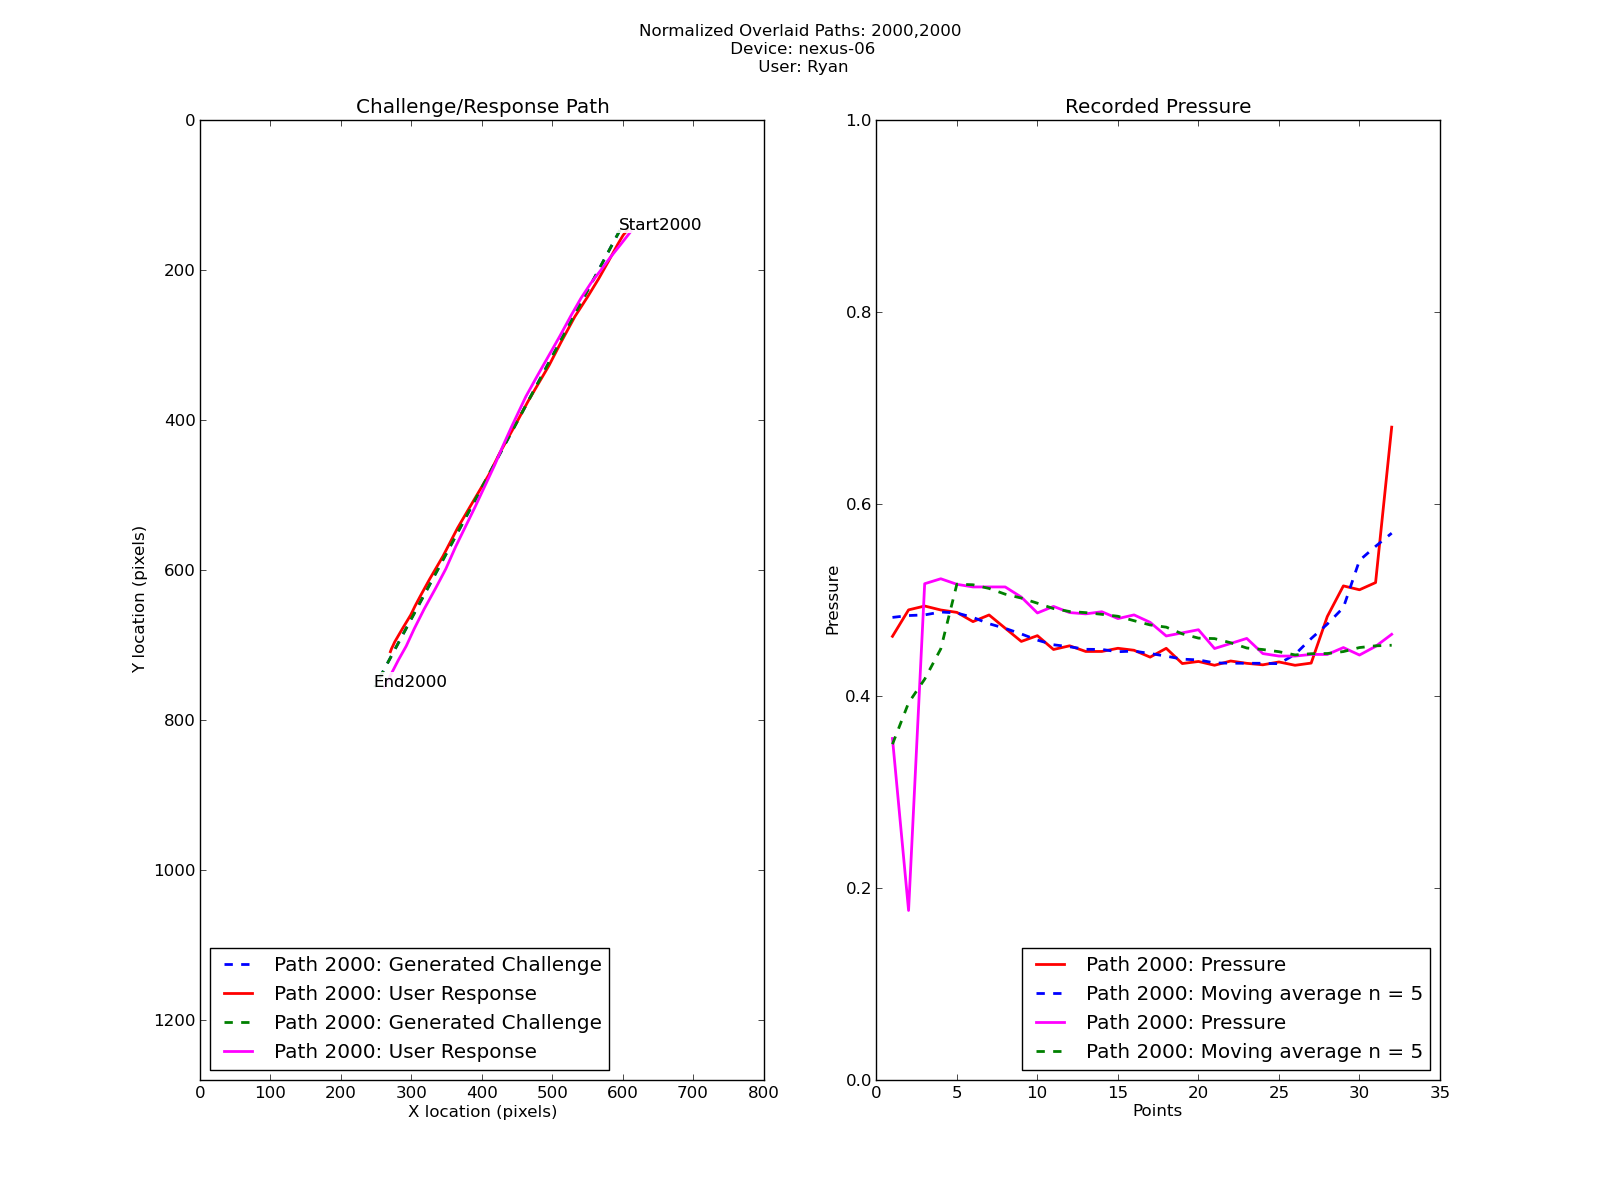 Normalized Overlaid Paths: 2000,2000
Device: nexus-06
User: Ryan
Challenge/Response Path
0
200
400
600
800
1000
1200
Y location (pixels)
Start2000
End2000
Path 2000: Generated Challenge
Path 2000: User Response
Path 2000: Generated Challenge
Path 2000: User Response
0 100 200 300 400 500 600 700 800
X location (pixels)
Recorded Pressure
1.0
0.8
0.6
0.4
0.2
0.0
Pressure
Path 2000: Pressure
Path 2000: Moving average n = 5
Path 2000: Pressure
Path 2000: Moving average n = 5
0 5 10 15 20 25 30 35
Points